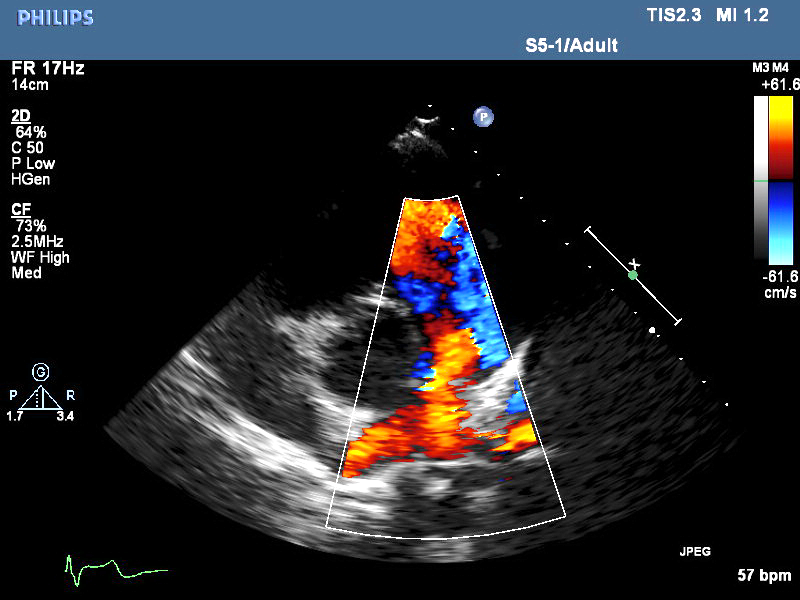 PHILIPS
TIS2.3 MI 1.2
S5-1/Adult
FR 17Hz
14cm
2D
64%
C 50
P Low
HGen
CF
73%
2.5MHz
WF High
Med
M3 M4
+61.6
-61.6
cm/s
P
G
P R
1.7 3.4
JPEG
57 bpm